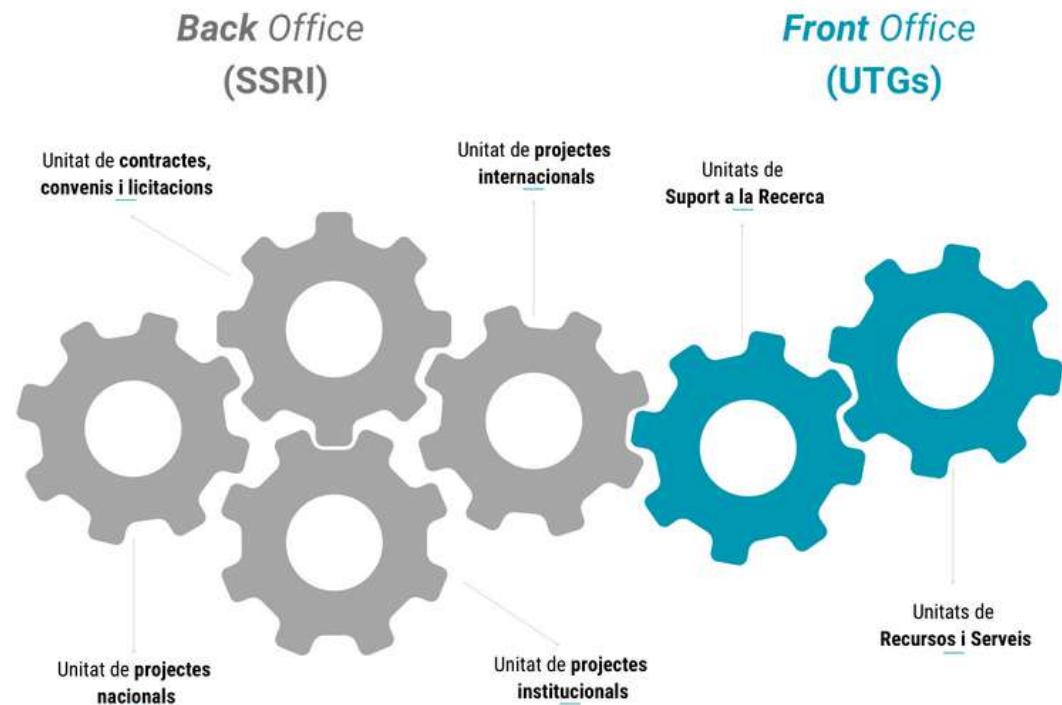 Back Office
(SSRI)
Front Office
(UTGs)
Unitat de contractes,
convenis i licitacions
Unitat de projectes
internacionals
Unitats de
Suport a la Recerca
Unitats de
Recursos i Serveis
Unitat de projectes
nacionals
Unitat de projectes
institucionals